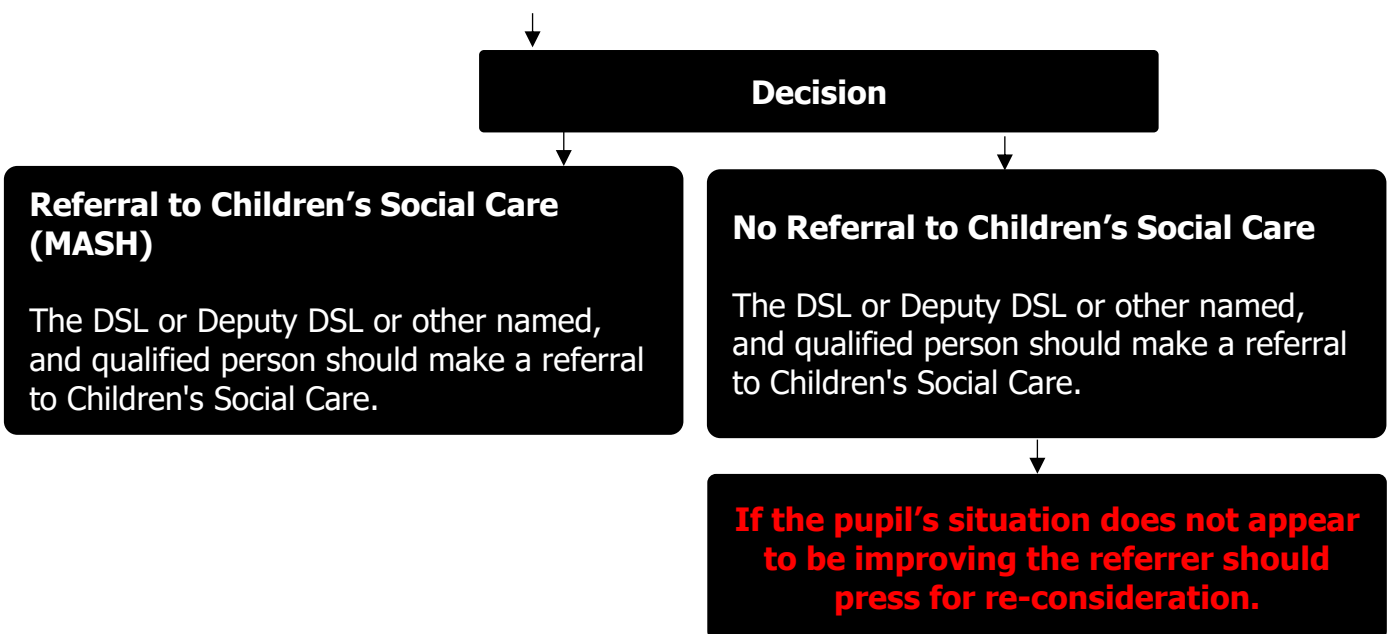 Decision
Referral to Children’s Social Care
(MASH)
The DSL or Deputy DSL or other named,
and qualified person should make a referral
to Children's Social Care.
No Referral to Children’s Social Care
The DSL or Deputy DSL or other named,
and qualified person should make a referral
to Children's Social Care.
If the pupil’s situation does not appear
to be improving the referrer should
press for re-consideration.